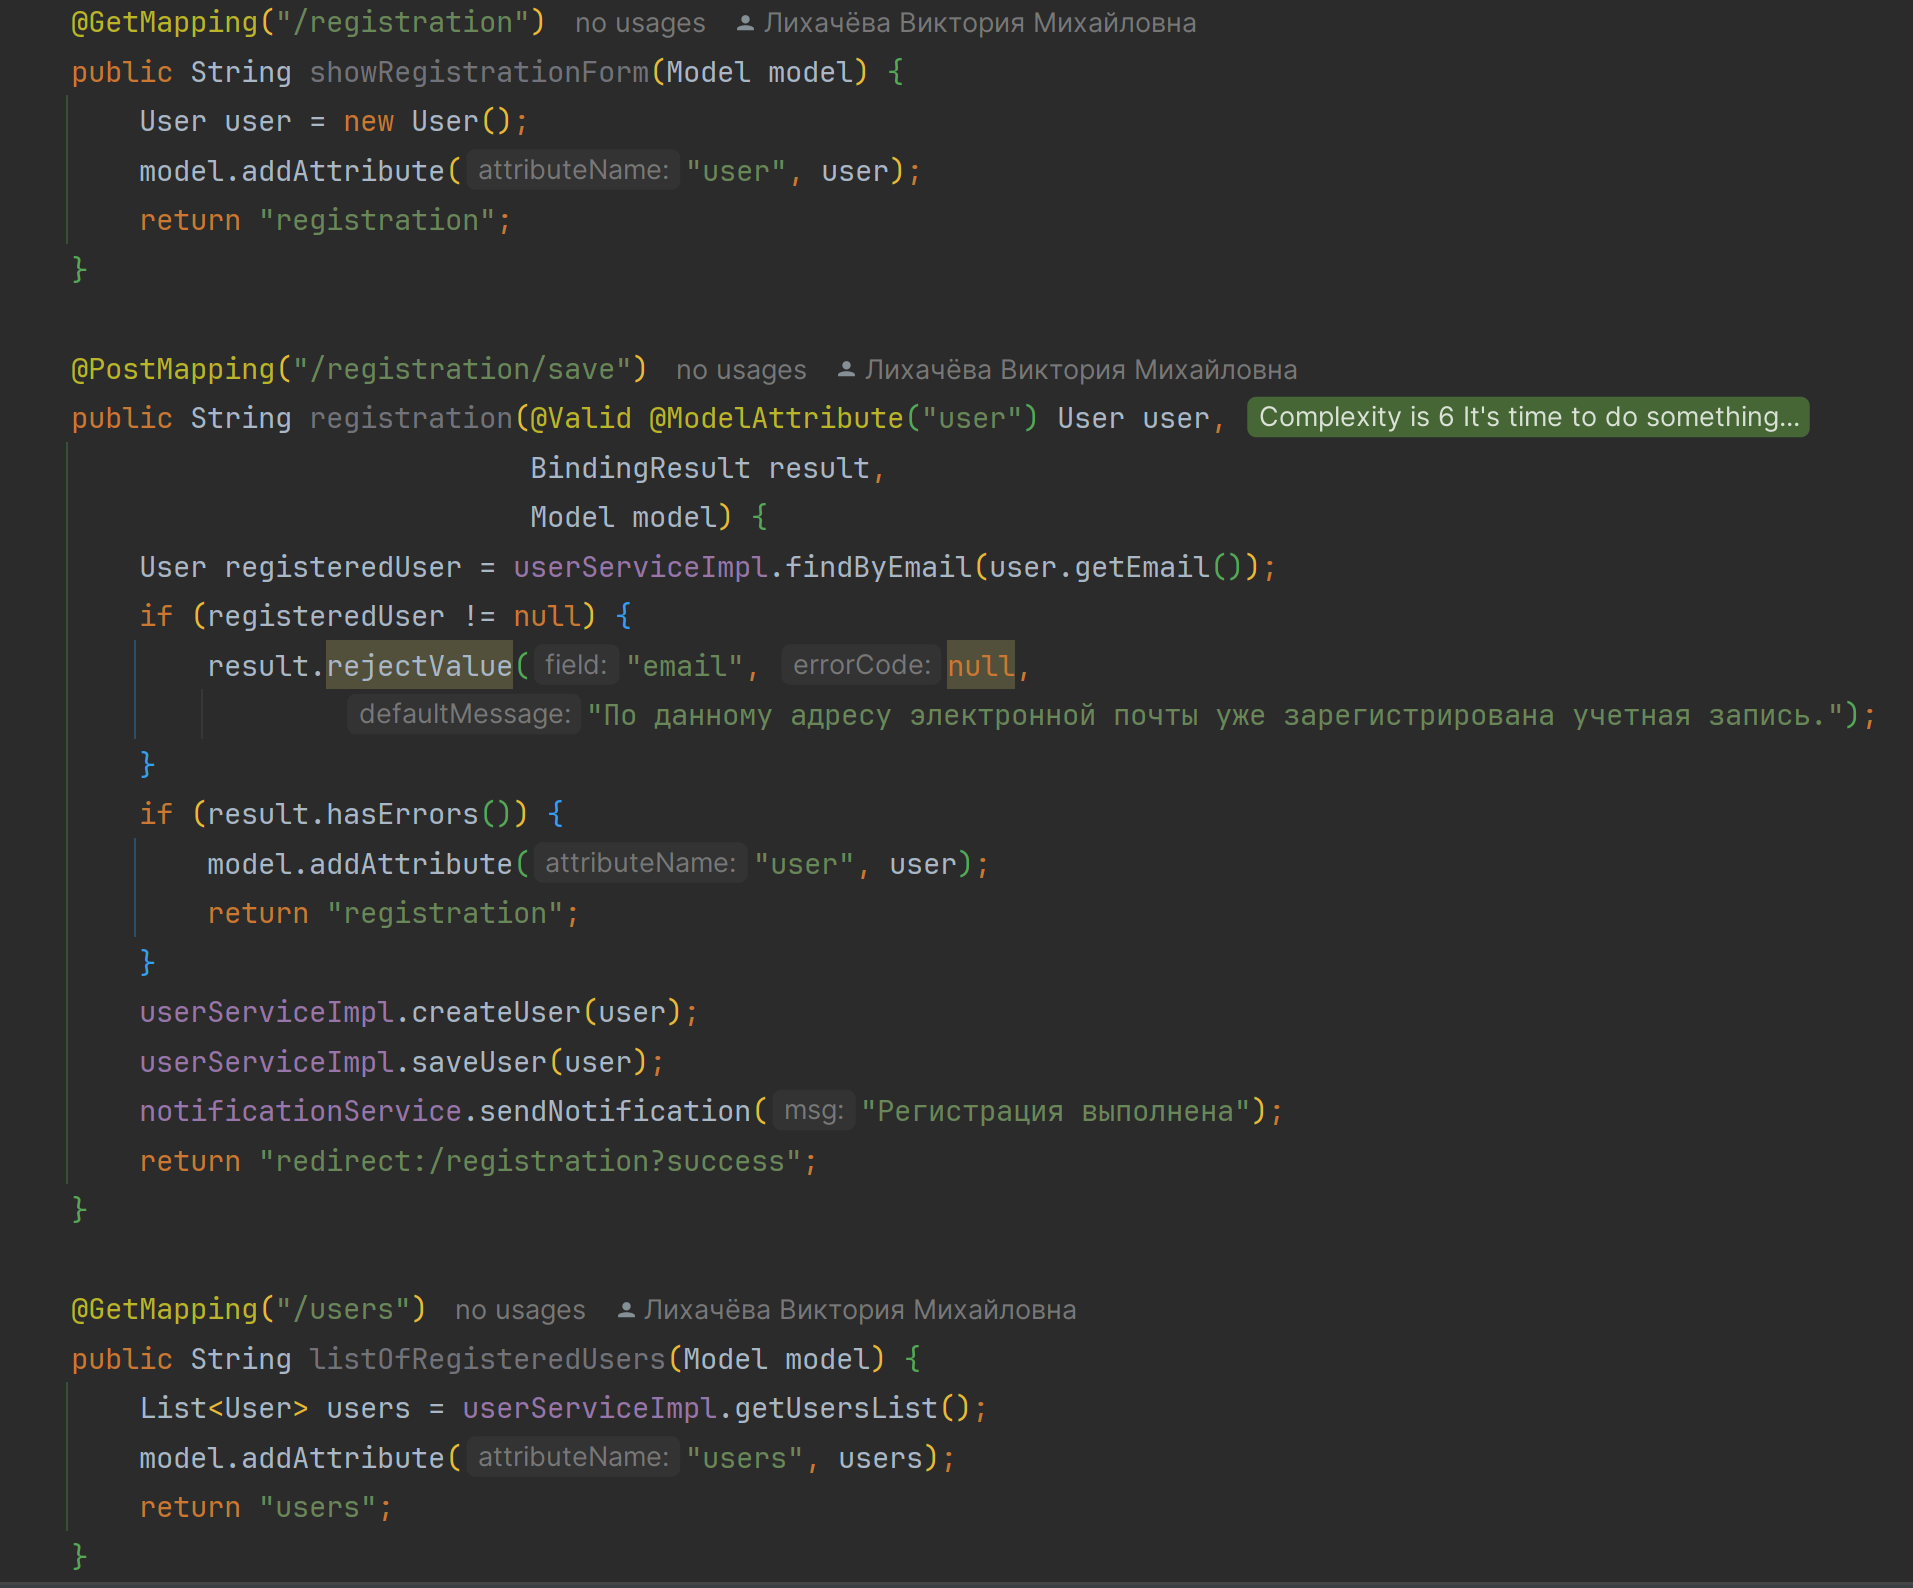 @GetMapping("/registration") no usages Лихачёва Виктория Михайловна
public String showRegistrationForm(Model model) {
User user = new User();
model.addAttribute( attributeName: "user", user);
return "registration";
}
@PostMapping("/registration/save") no usages Лихачёва Виктория Михайловна
public String registration(@Valid @ModelAttribute("user") User user, Complexity is 6 It's time to do something...
BindingResult result,
Model model) {
User registeredUser = userServiceImpl.findByEmail(user.getEmail());
if (registeredUser != null) {
result.rejectValue( field: "email", errorCode: null,
defaultMessage: "По данному адресу электронной почты уже зарегистрирована учетная запись.");
}
if (result.hasErrors()) {
model.addAttribute( attributeName: "user", user);
return "registration";
}
userServiceImpl.createUser(user);
userServiceImpl.saveUser(user);
notificationService.sendNotification( msg: "Регистрация выполнена");
return "redirect:/registration?success";
}
@GetMapping("/users") no usages Лихачёва Виктория Михайловна
public String listOfRegisteredUsers(Model model) {
List<User> users = userServiceImpl.getUsersList();
model.addAttribute( attributeName: "users", users);
return "users";
}